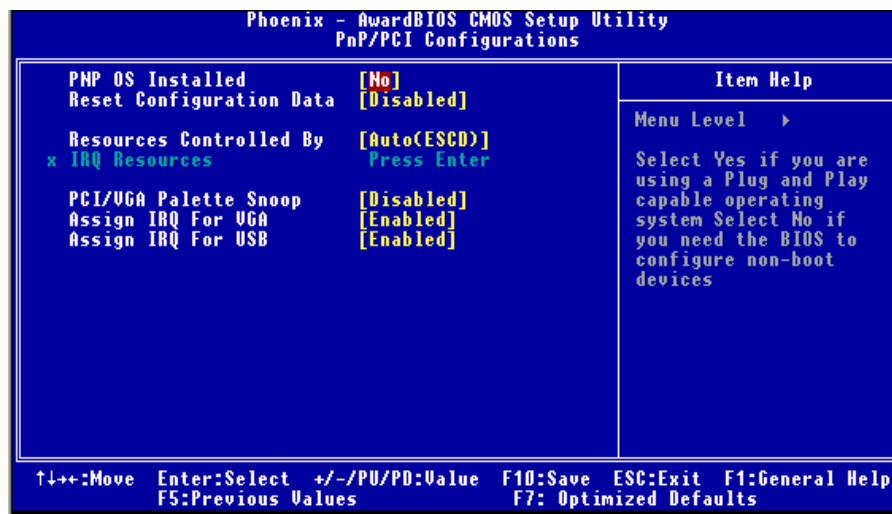 Phoenix - AwardBIOS CMOS Setup Utility
PnP/PCI Configurations
PNP OS Installed [No]
Reset Configuration Data [Disabled]
Resources Controlled By [Auto(ESCD)]
x IRQ Resources Press Enter
PCI/VGA Palette Snoop [Disabled]
Assign IRQ For VGA [Enabled]
Assign IRQ For USB [Enabled]
Item Help
Menu Level ▸
Select Yes if you are
using a Plug and Play
capable operating
system Select No if
you need the BIOS to
configure non-boot
devices
↑↓→←:Move Enter:Select +/-/PU/PD:Value F10:Save ESC:Exit F1:General Help
F5:Previous Values F7: Optimized Defaults